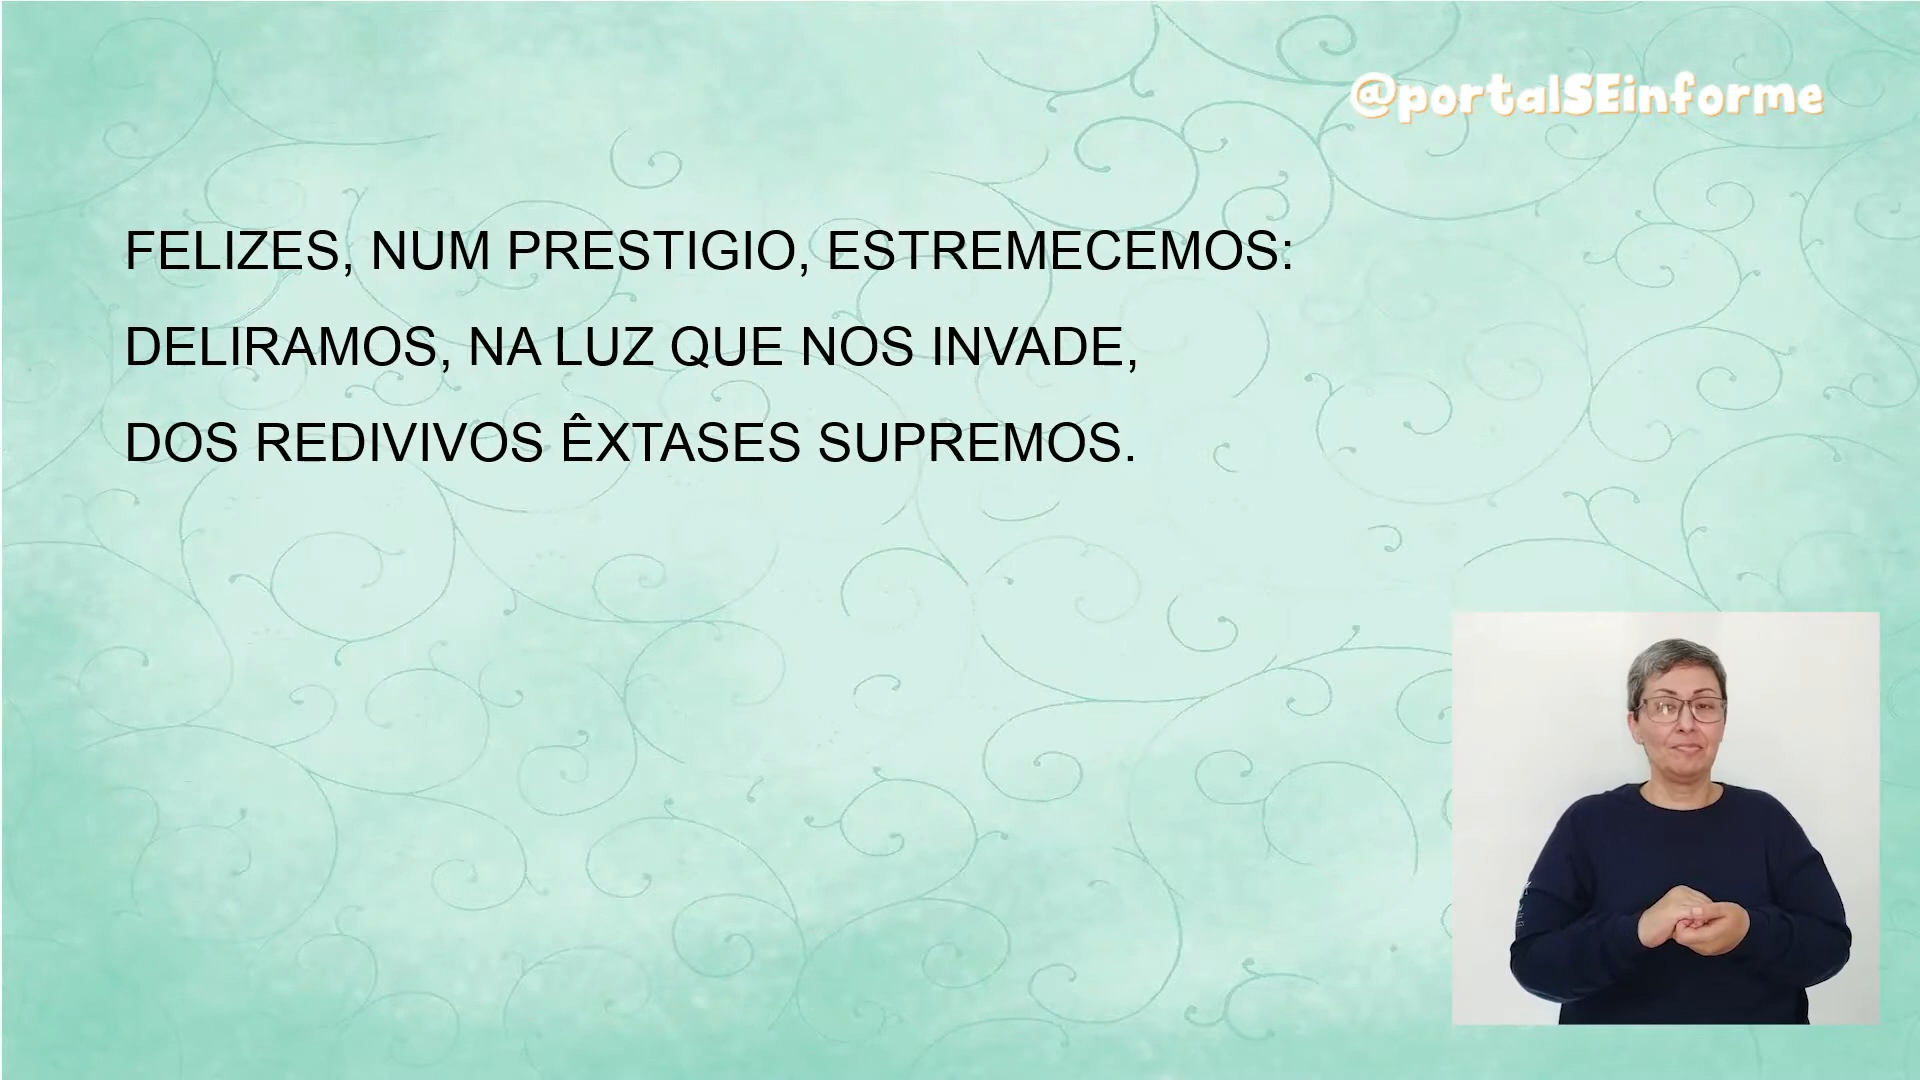 @portalSEinforme
FELIZES, NUM PRESTIGIO, ESTREMECEMOS:
DELIRAMOS, NA LUZ QUE NOS INVADE,
DOS REDIVIVOS ÊXTASES SUPREMOS.